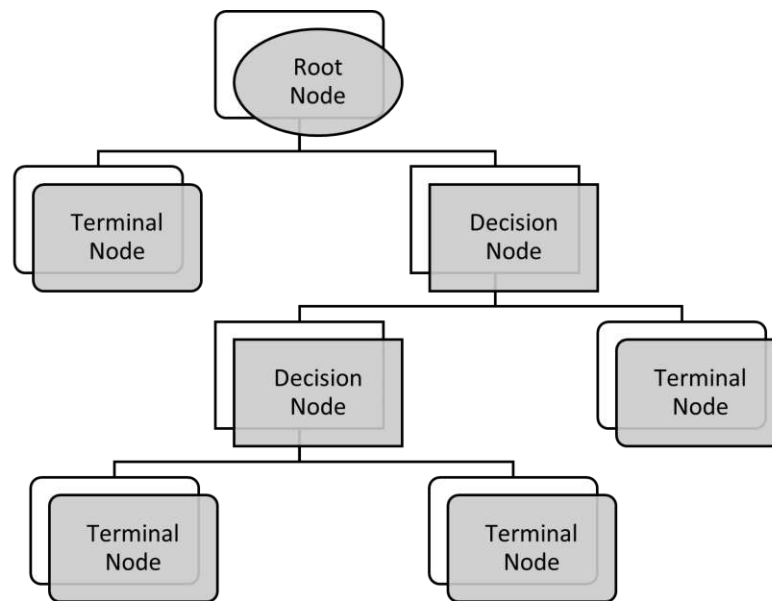 Root
Node
Terminal
Node
Decision
Node
Decision
Node
Terminal
Node
Terminal
Node
Terminal
Node